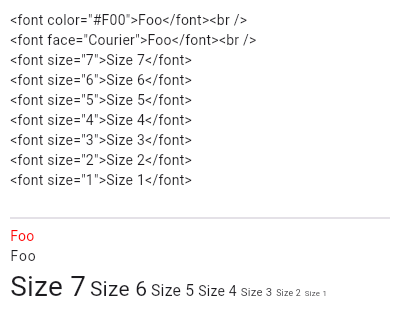 <font color="#F00">Foo</font><br />
<font face="Courier">Foo</font><br />
<font size="7">Size 7</font>
<font size="6">Size 6</font>
<font size="5">Size 5</font>
<font size="4">Size 4</font>
<font size="3">Size 3</font>
<font size="2">Size 2</font>
<font size="1">Size 1</font>
Foo
Foo
Size 7 Size 6 Size 5 Size 4 Size 3 Size 2 Size 1